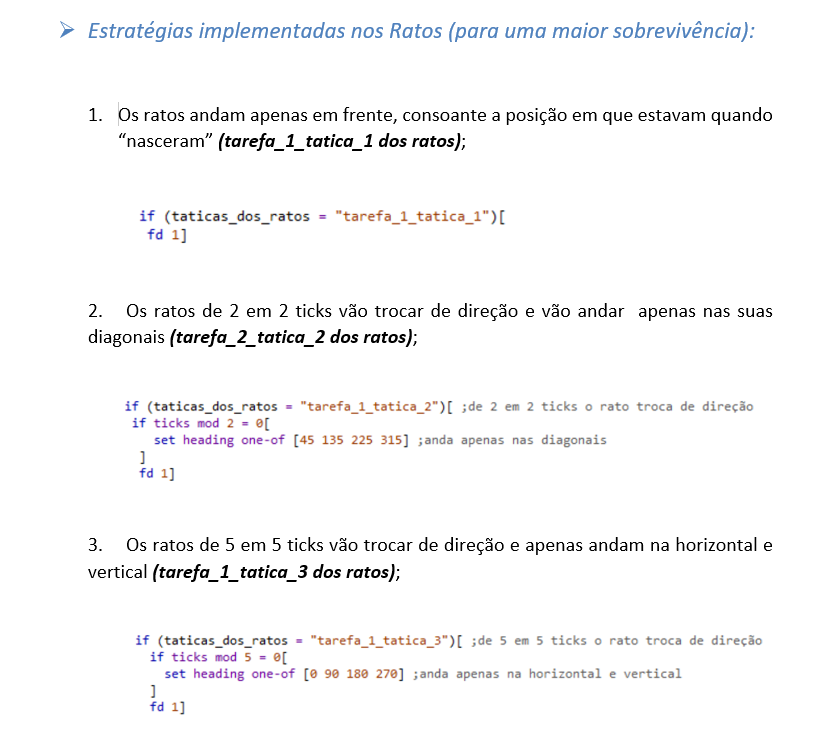 ➢ Estratégias implementadas nos Ratos (para uma maior sobrevivência):
1. Os ratos andam apenas em frente, consoante a posição em que estavam quando
“nasceram” (tarefa_1_tatica_1 dos ratos);
if (taticas_dos_ratos = "tarefa_1_tatica_1")[
fd 1]
2. Os ratos de 2 em 2 ticks vão trocar de direção e vão andar apenas nas suas
diagonais (tarefa_2_tatica_2 dos ratos);
if (taticas_dos_ratos = "tarefa_1_tatica_2")[ ;de 2 em 2 ticks o rato troca de direção
if ticks mod 2 = 0[
set heading one-of [45 135 225 315] ;anda apenas nas diagonais
]
fd 1]
3. Os ratos de 5 em 5 ticks vão trocar de direção e apenas andam na horizontal e
vertical (tarefa_1_tatica_3 dos ratos);
if (taticas_dos_ratos = "tarefa_1_tatica_3")[ ;de 5 em 5 ticks o rato troca de direção
if ticks mod 5 = 0[
set heading one-of [0 90 180 270] ;anda apenas na horizontal e vertical
]
fd 1]